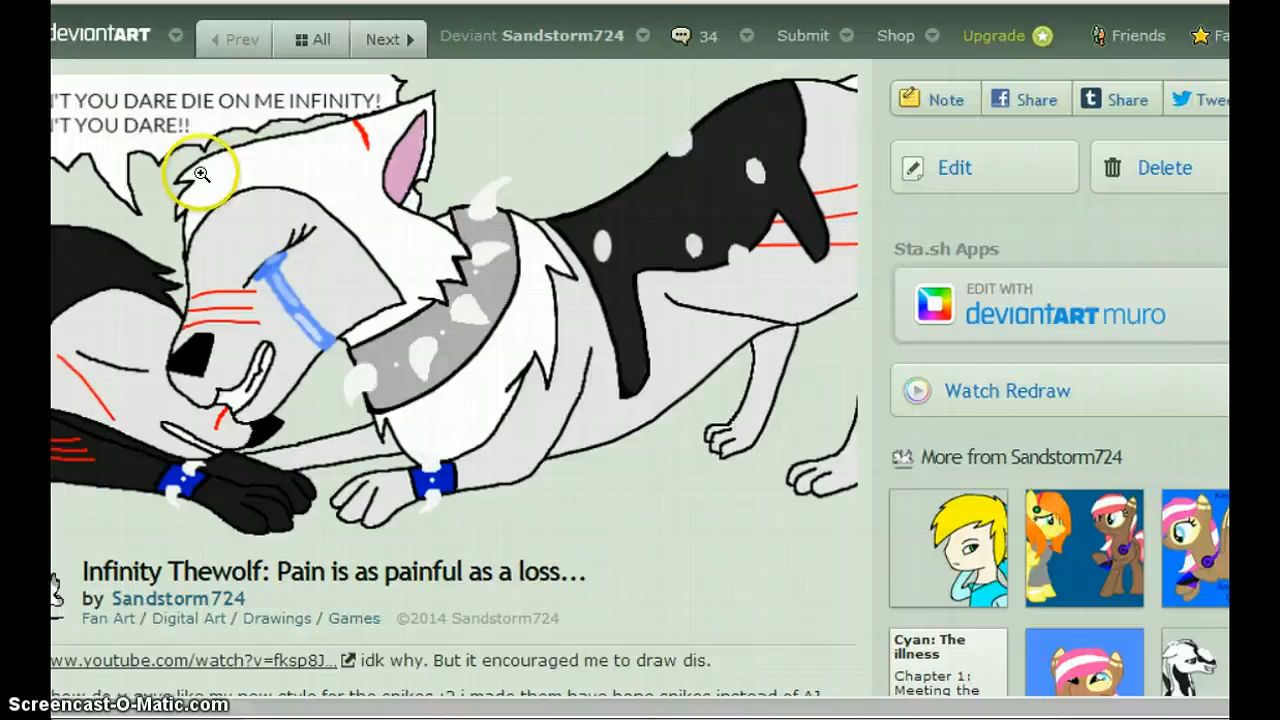 deviantART
Prev
All
Next
Deviant Sandstorm724
34
Submit
Shop
Upgrade
Friends
N'T YOU DARE DIE ON ME INFINITY!
N'T YOU DARE!!
Note
Share
Share
Edit
Delete
Sta.sh Apps
EDIT WITH
deviantART muro
Watch Redraw
More from Sandstorm724
Infinity Thewolf: Pain is as painful as a loss...
by Sandstorm724
Fan Art / Digital Art / Drawings / Games ©2014 Sandstorm724
ww.youtube.com/watch?v=fksp8J... idk why. But it encouraged me to draw dis.
Cyan: The
illness
Chapter 1:
Meeting the
Screencast-O-Matic.com